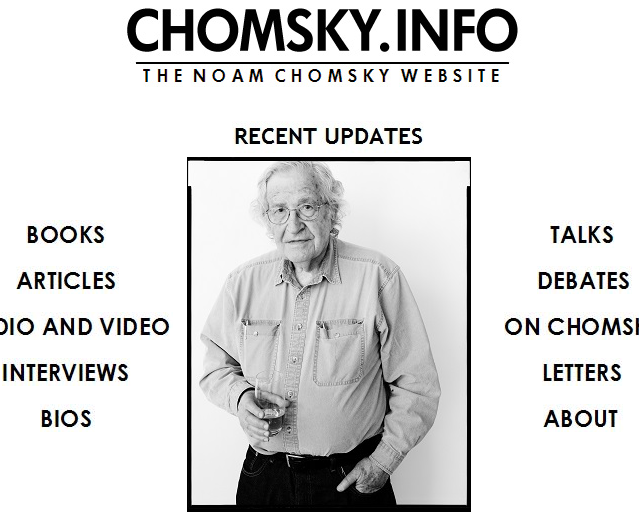 CHOMSKY.INFO
THE NOAM CHOMSKY WEBSITE
RECENT UPDATES
BOOKS
ARTICLES
DIO AND VIDEO
INTERVIEWS
BIOS
TALKS
DEBATES
ON CHOMS
LETTERS
ABOUT